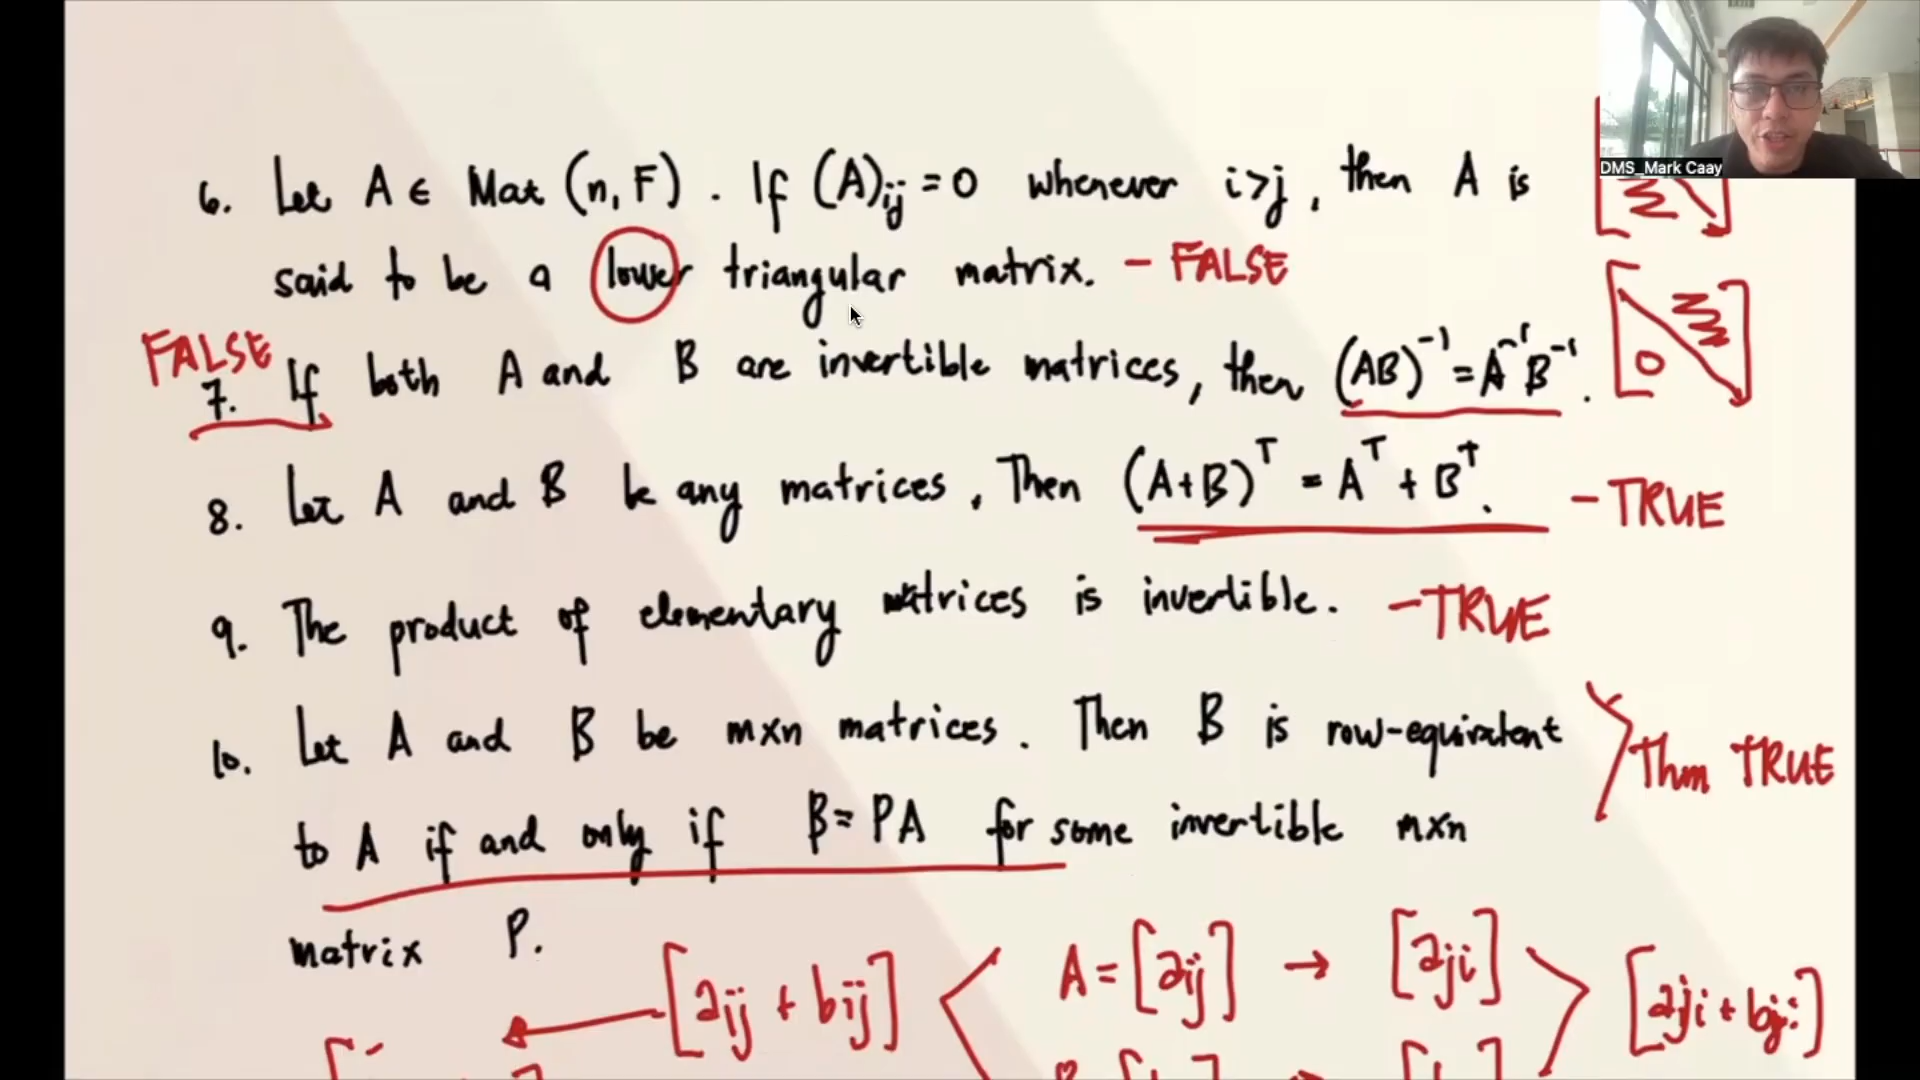 DMS_Mark Caay
6. Let A ∈ Mat (n, F). If (A)ij = 0 whenever i>j, then A is
said to be a lower triangular matrix. - FALSE
FALSE
7. If both A and B are invertible matrices, then (AB)⁻¹ = A⁻¹B⁻¹.
0
8. Let A and B be any matrices. Then (A+B)ᵀ = Aᵀ + Bᵀ. - TRUE
9. The product of elementary matrices is invertible. - TRUE
10. Let A and B be mxn matrices. Then B is row-equivalent
to A if and only if B = PA for some invertible mxn
matrix P.
Thm TRUE
[aij + bij]
A = [aij] → [aji]
[aji + bji]